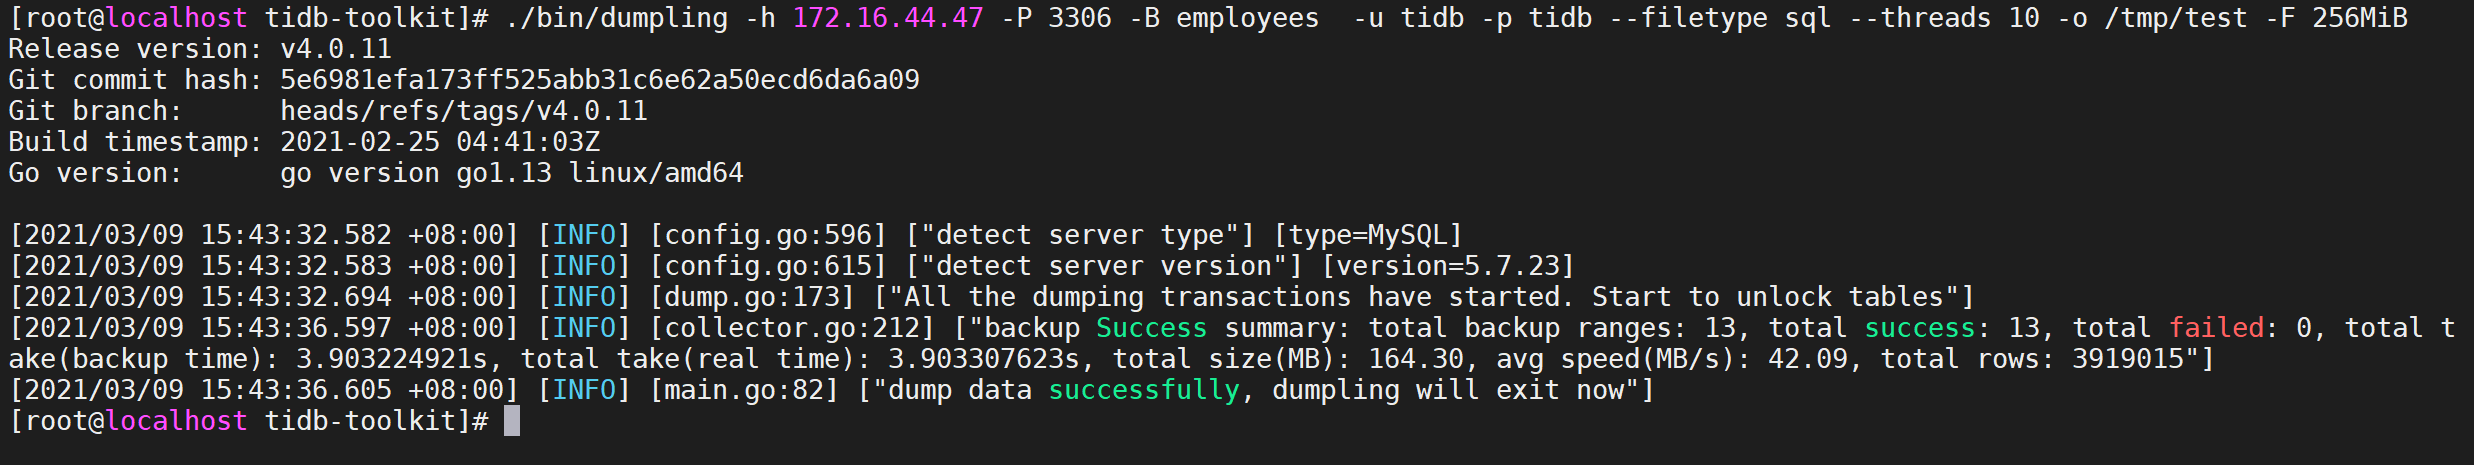 [root@localhost tidb-toolkit]# ./bin/dumpling -h 172.16.44.47 -P 3306 -B employees  -u tidb -p tidb --filetype sql --threads 10 -o /tmp/test -F 256MiB
Release version: v4.0.11
Git commit hash: 5e6981efa173ff525abb31c6e62a50ecd6da6a09
Git branch:      heads/refs/tags/v4.0.11
Build timestamp: 2021-02-25 04:41:03Z
Go version:      go version go1.13 linux/amd64

[2021/03/09 15:43:32.582 +08:00] [INFO] [config.go:596] ["detect server type"] [type=MySQL]
[2021/03/09 15:43:32.583 +08:00] [INFO] [config.go:615] ["detect server version"] [version=5.7.23]
[2021/03/09 15:43:32.694 +08:00] [INFO] [dump.go:173] ["All the dumping transactions have started. Start to unlock tables"]
[2021/03/09 15:43:36.597 +08:00] [INFO] [collector.go:212] ["backup Success summary: total backup ranges: 13, total success: 13, total failed: 0, total t
ake(backup time): 3.903224921s, total take(real time): 3.903307623s, total size(MB): 164.30, avg speed(MB/s): 42.09, total rows: 3919015"]
[2021/03/09 15:43:36.605 +08:00] [INFO] [main.go:82] ["dump data successfully, dumpling will exit now"]
[root@localhost tidb-toolkit]#